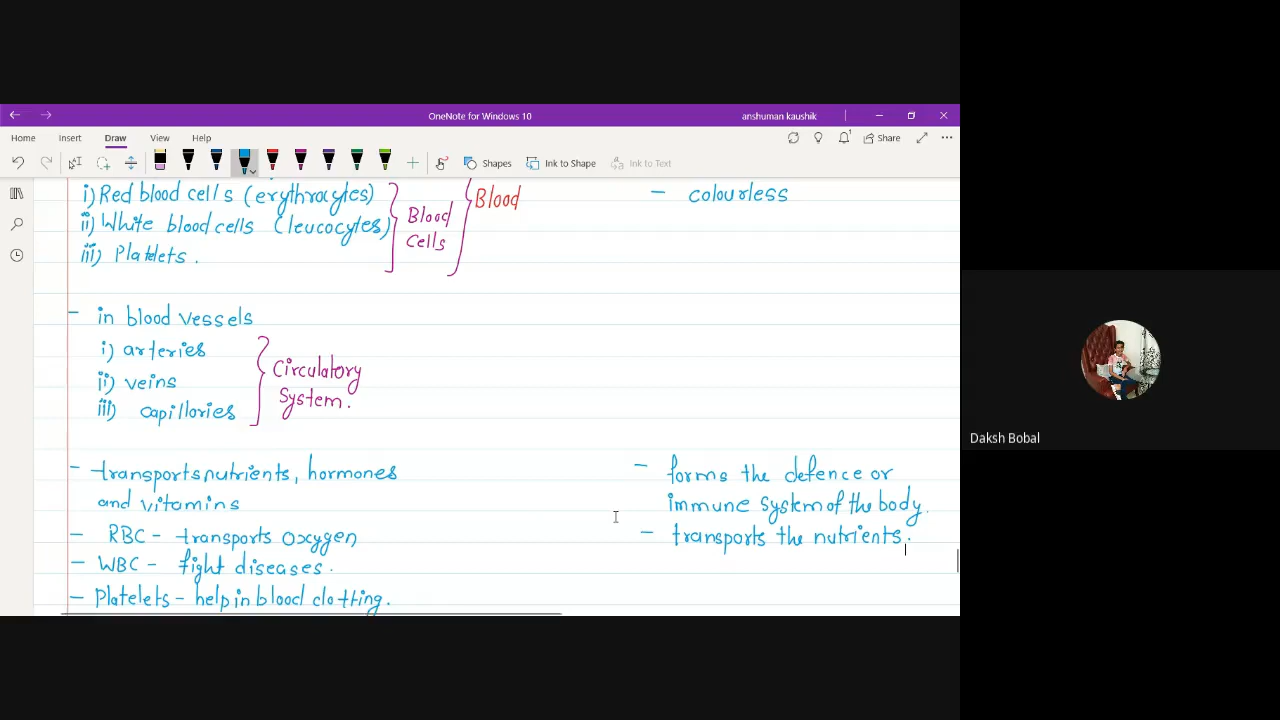 OneNote for Windows 10
anshuman kaushik
Home Insert Draw View Help
Share
Shapes Ink to Shape Ink to Text
i) Red blood cells (erythrocytes)
ii) White blood cells (leucocytes)
iii) Platelets.
Blood
cells
Blood
- colourless
- in blood vessels
i) arteries
ii) veins
iii) capillories
Circulatory
System.
- transports nutrients, hormones
and vitamins
- RBC - transports oxygen
- WBC - fight diseases.
- Platelets - help in blood clotting.
- forms the defence or
immune system of the body.
- transports the nutrients.
Daksh Bobal